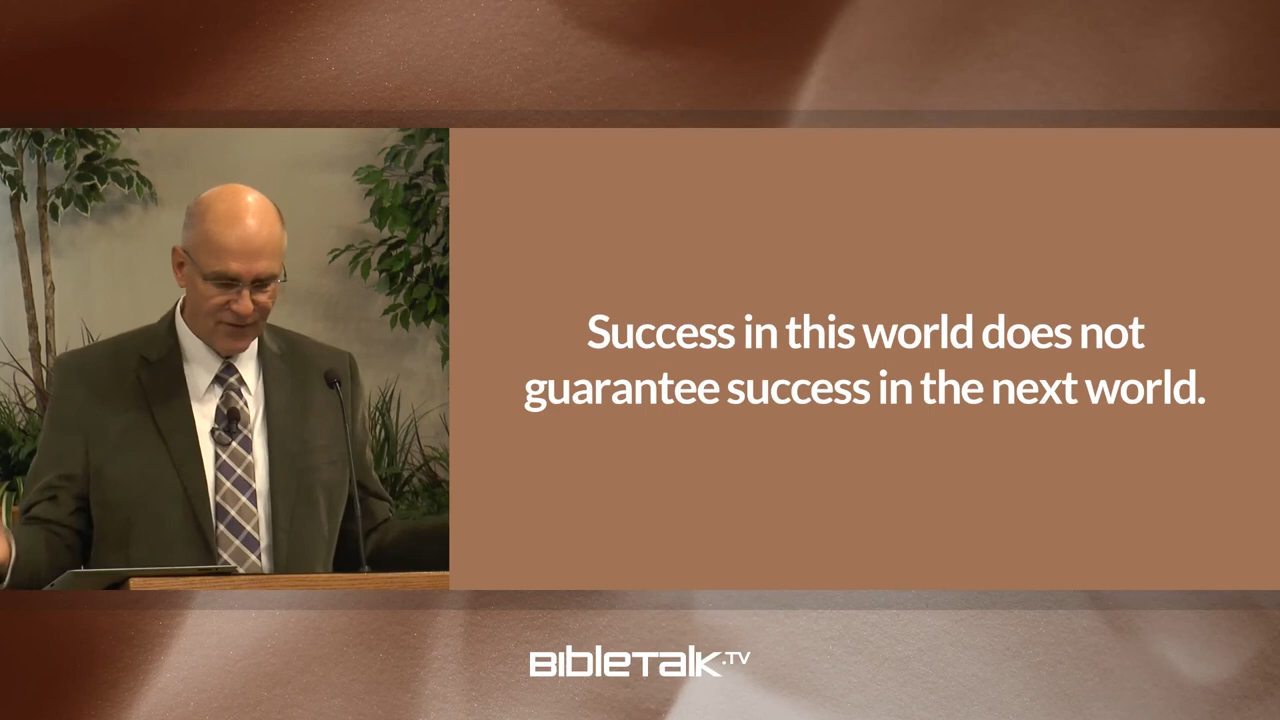 Success in this world does not
guarantee success in the next world.
BibleTalk.TV